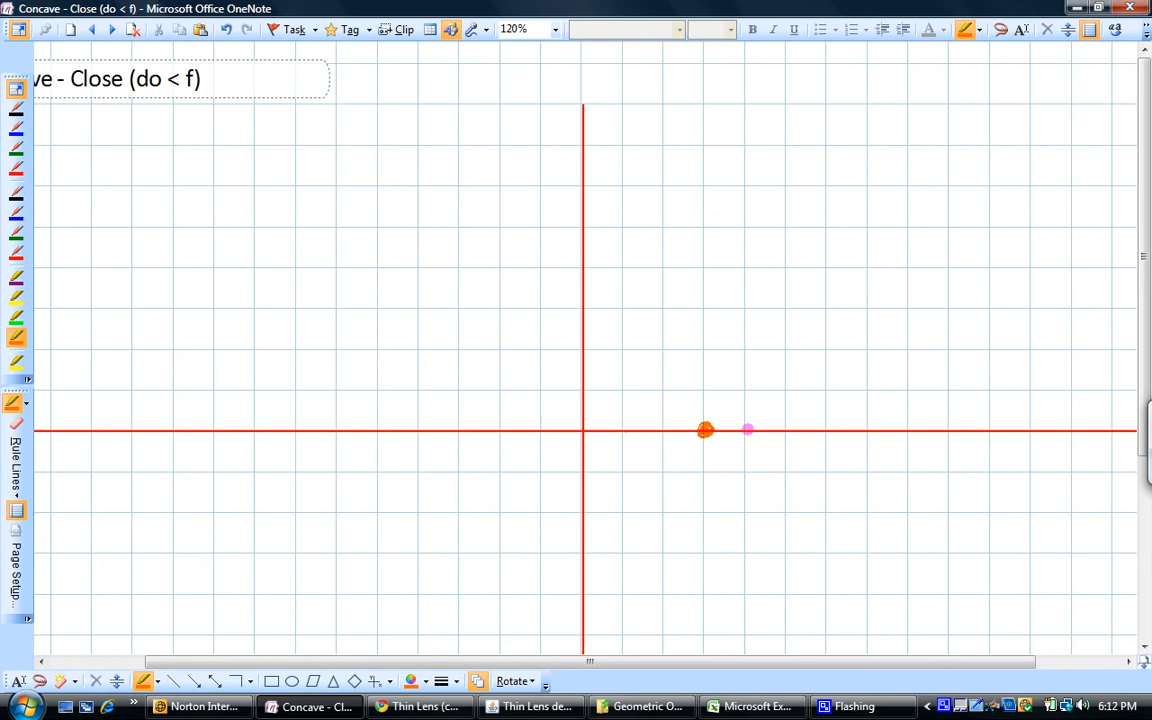 Concave - Close (do < f) - Microsoft Office OneNote
Task Tag Clip 120% B I U A
ve - Close (do < f)
Rule Lines
Page Setup...
Rotate
Norton Inter... Concave - Cl... Thin Lens (c... Thin Lens de... Geometric O... Microsoft Ex... Flashing 6:12 PM